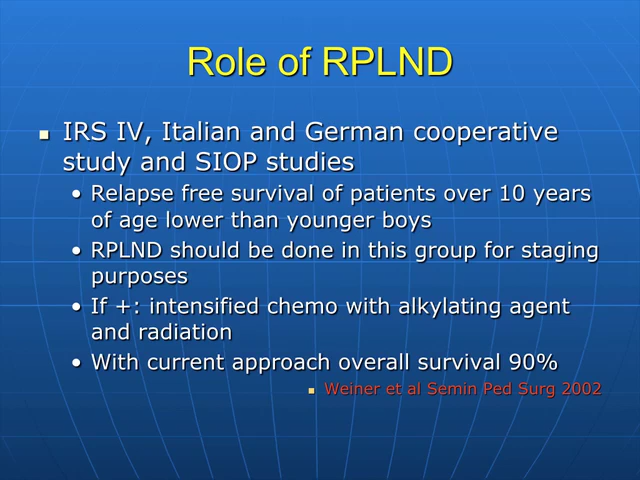 Role of RPLND
IRS IV, Italian and German cooperative
study and SIOP studies
• Relapse free survival of patients over 10 years
of age lower than younger boys
• RPLND should be done in this group for staging
purposes
• If +: intensified chemo with alkylating agent
and radiation
• With current approach overall survival 90%
Weiner et al Semin Ped Surg 2002